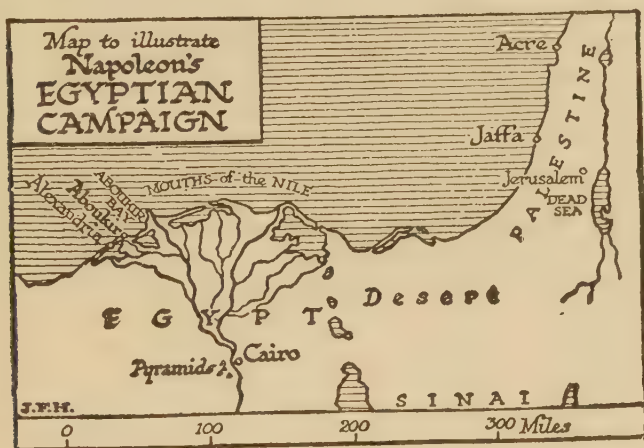 Map to illustrate
Napoleon's
EGYPTIAN
CAMPAIGN
Acre
PALESTINE
Jaffa
Jerusalem
DEAD
SEA
MOUTHS of the NILE
ABOUKIR
BAY
Aboukir
Alexandria
EGYPT
Desert
Pyramids
Cairo
SINAI
J.F.H.
0 100 200 300 Miles